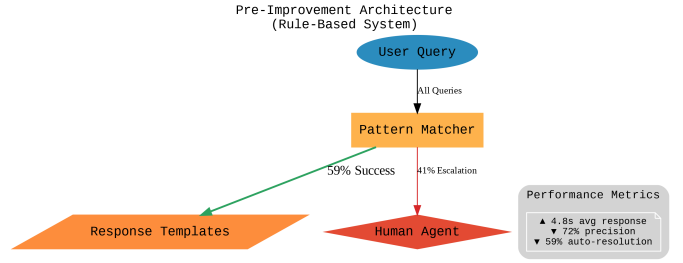 Pre-Improvement Architecture
(Rule-Based System)
User Query
All Queries
Pattern Matcher
59% Success
41% Escalation
Response Templates
Human Agent
Performance Metrics
▲ 4.8s avg response
▼ 72% precision
▼ 59% auto-resolution